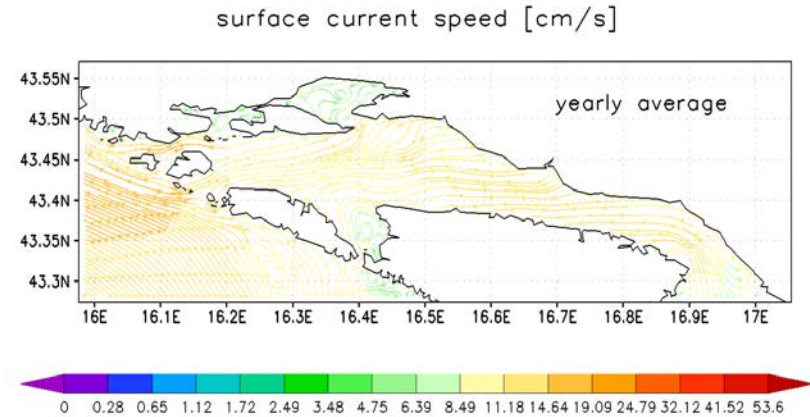 surface current speed [cm/s]
yearly average
43.55N
43.5N
43.45N
43.4N
43.35N
43.3N
16E 16.1E 16.2E 16.3E 16.4E 16.5E 16.6E 16.7E 16.8E 16.9E 17E
0 0.28 0.65 1.12 1.72 2.49 3.48 4.75 6.39 8.49 11.18 14.64 19.09 24.79 32.12 41.52 53.6